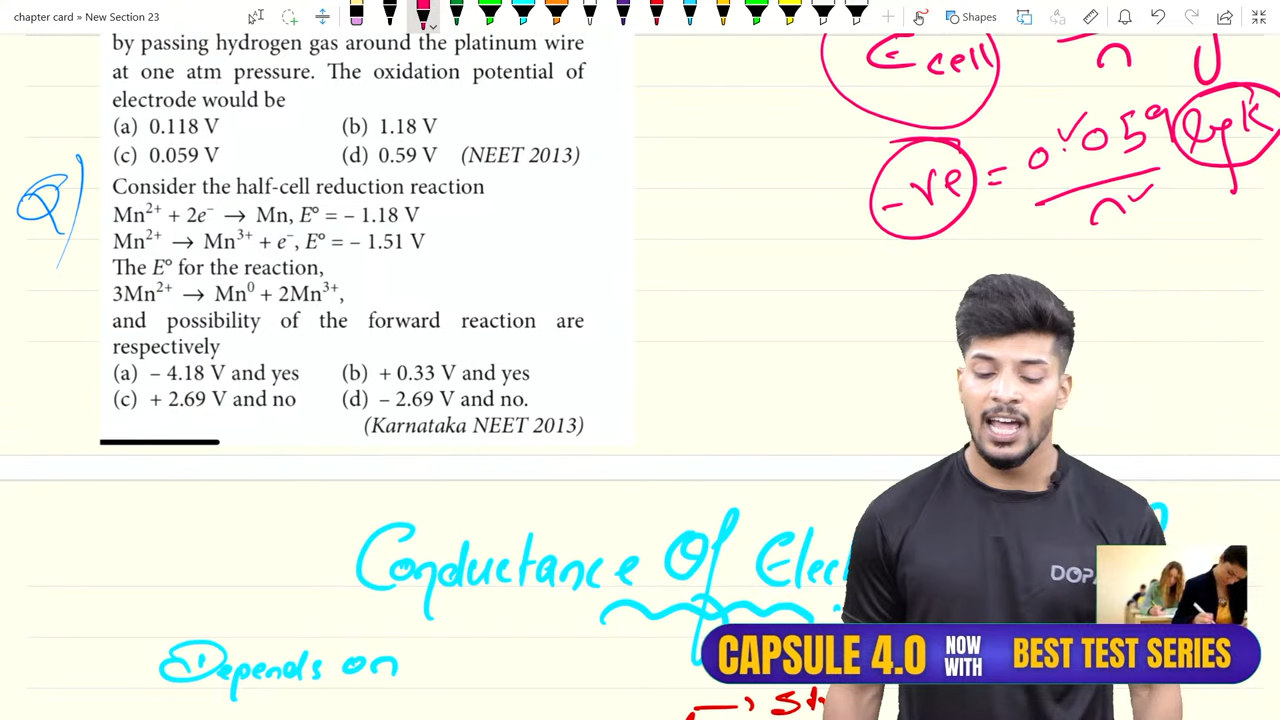 chapter card » New Section 23
Shapes
by passing hydrogen gas around the platinum wire
at one atm pressure. The oxidation potential of
electrode would be
(a) 0.118 V (b) 1.18 V
(c) 0.059 V (d) 0.59 V (NEET 2013)
Q)
Consider the half-cell reduction reaction
Mn²⁺ + 2e⁻ → Mn, E° = – 1.18 V
Mn²⁺ → Mn³⁺ + e⁻, E° = – 1.51 V
The E° for the reaction,
3Mn²⁺ → Mn⁰ + 2Mn³⁺,
and possibility of the forward reaction are
respectively
(a) – 4.18 V and yes (b) + 0.33 V and yes
(c) + 2.69 V and no (d) – 2.69 V and no.
(Karnataka NEET 2013)
cell n
-ve = 0.059 log K
n
Conductance Of
Depends on
DOPA
CAPSULE 4.0 NOW WITH BEST TEST SERIES